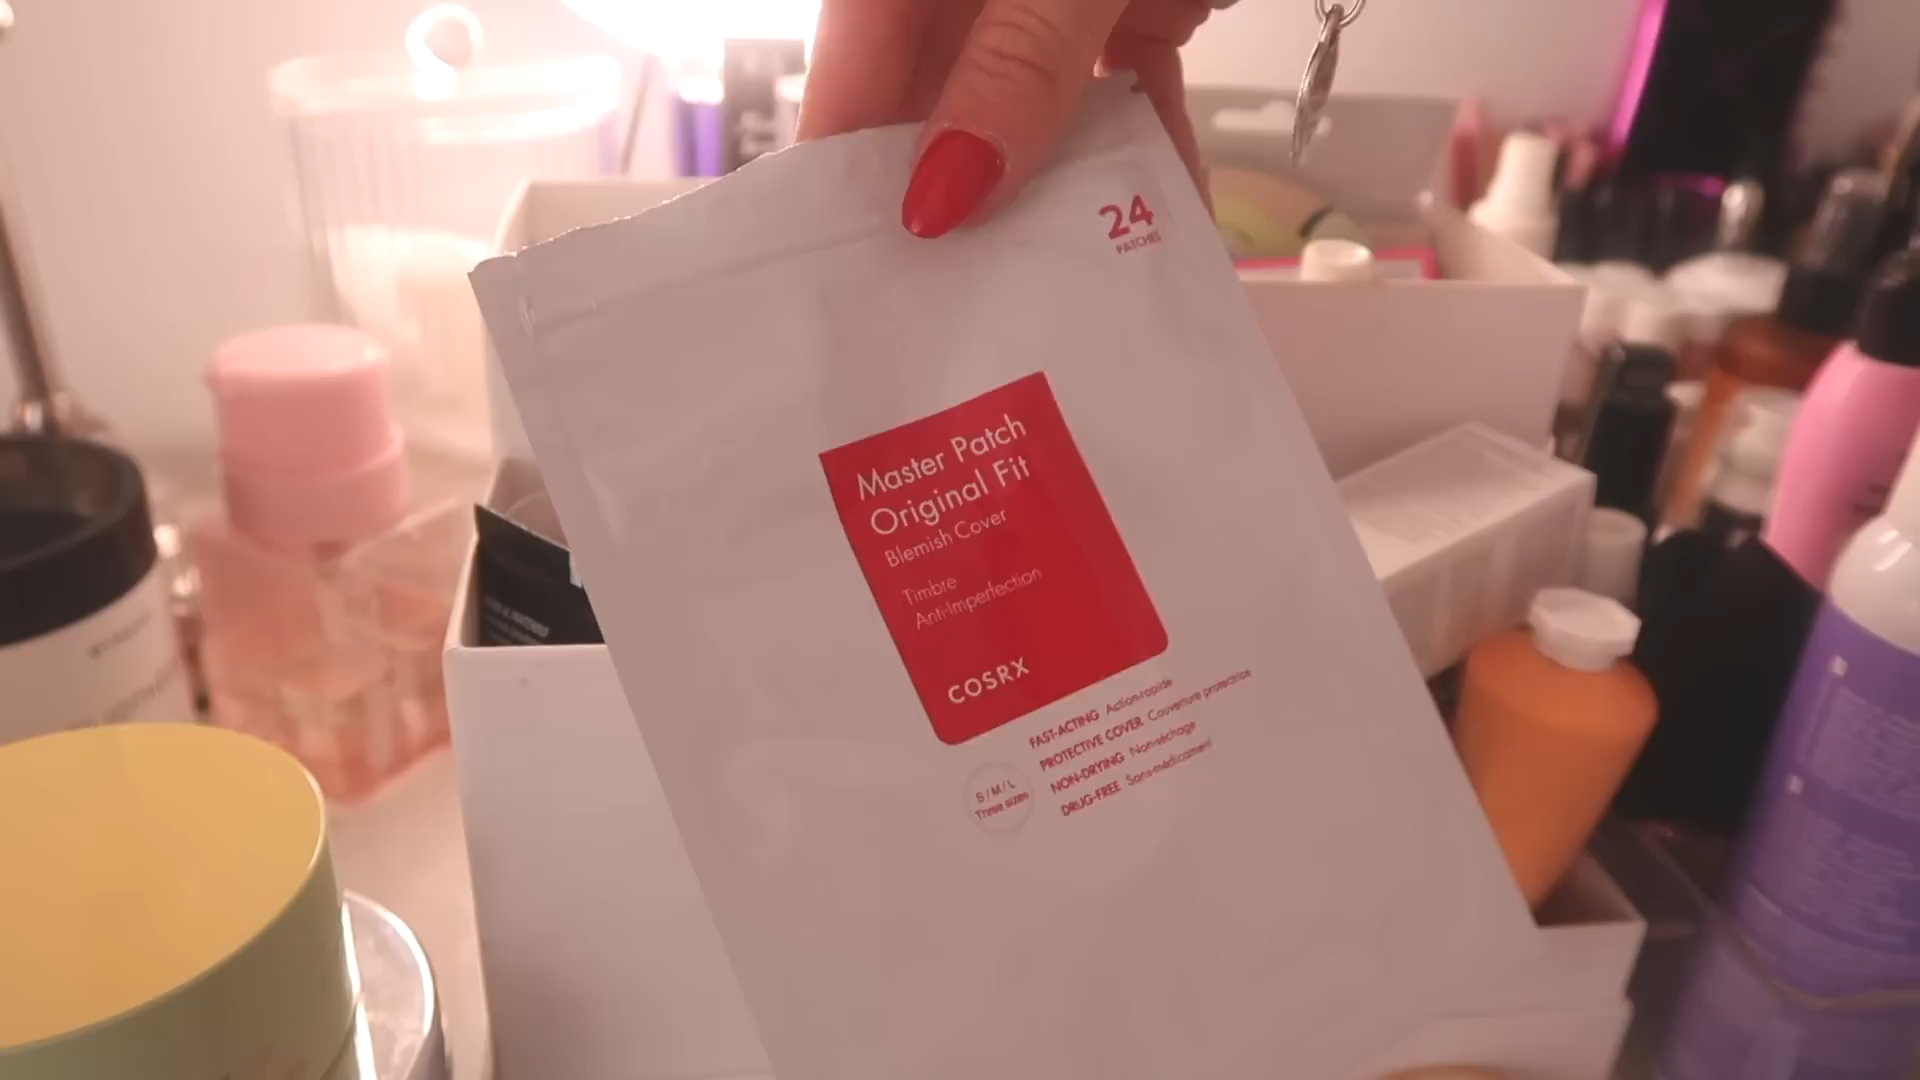 24
PATCHES
Master Patch
Original Fit
Blemish Cover
Timbre
Anti-Imperfection
COSRX
FAST-ACTING Action-rapide
PROTECTIVE COVER Couverture protectrice
NON-DRYING Non-séchage
DRUG-FREE Sans-médicament
S/M/L
Three sizes